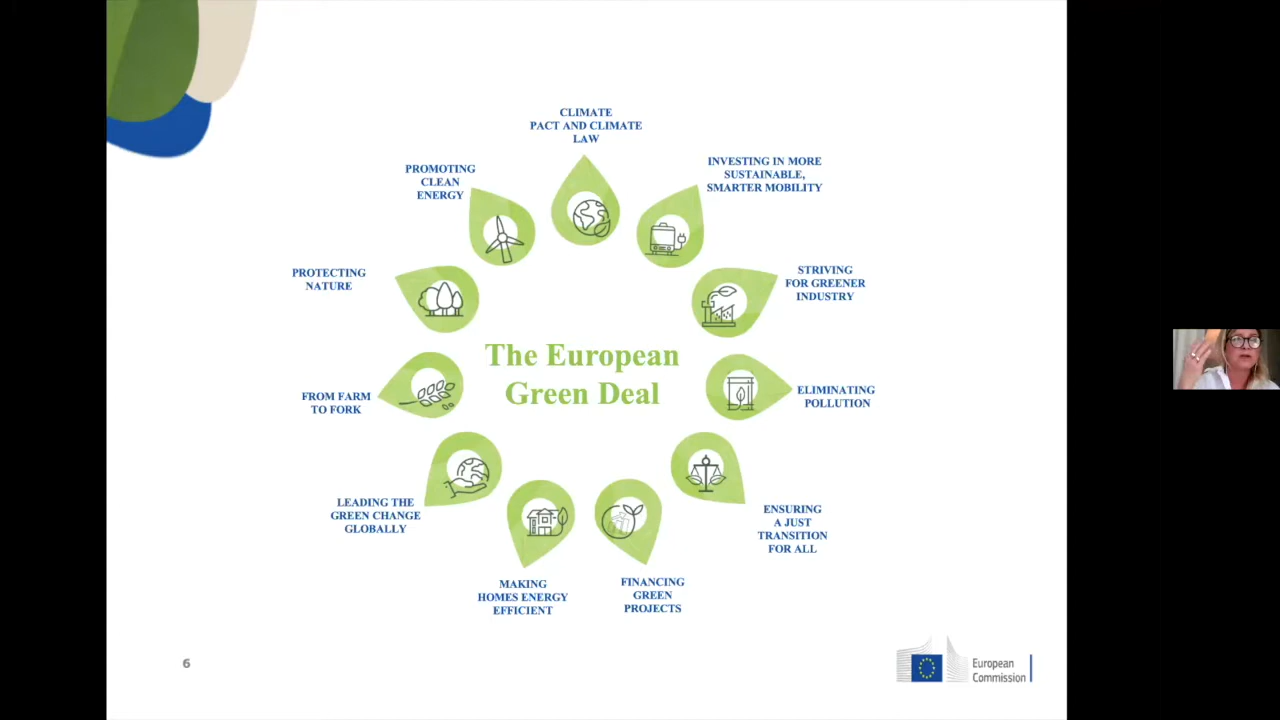 CLIMATE
PACT AND CLIMATE
LAW
INVESTING IN MORE
SUSTAINABLE,
SMARTER MOBILITY
PROMOTING
CLEAN
ENERGY
STRIVING
FOR GREENER
INDUSTRY
PROTECTING
NATURE
The European
Green Deal
ELIMINATING
POLLUTION
FROM FARM
TO FORK
LEADING THE
GREEN CHANGE
GLOBALLY
ENSURING
A JUST
TRANSITION
FOR ALL
MAKING
HOMES ENERGY
EFFICIENT
FINANCING
GREEN
PROJECTS
6
European
Commission